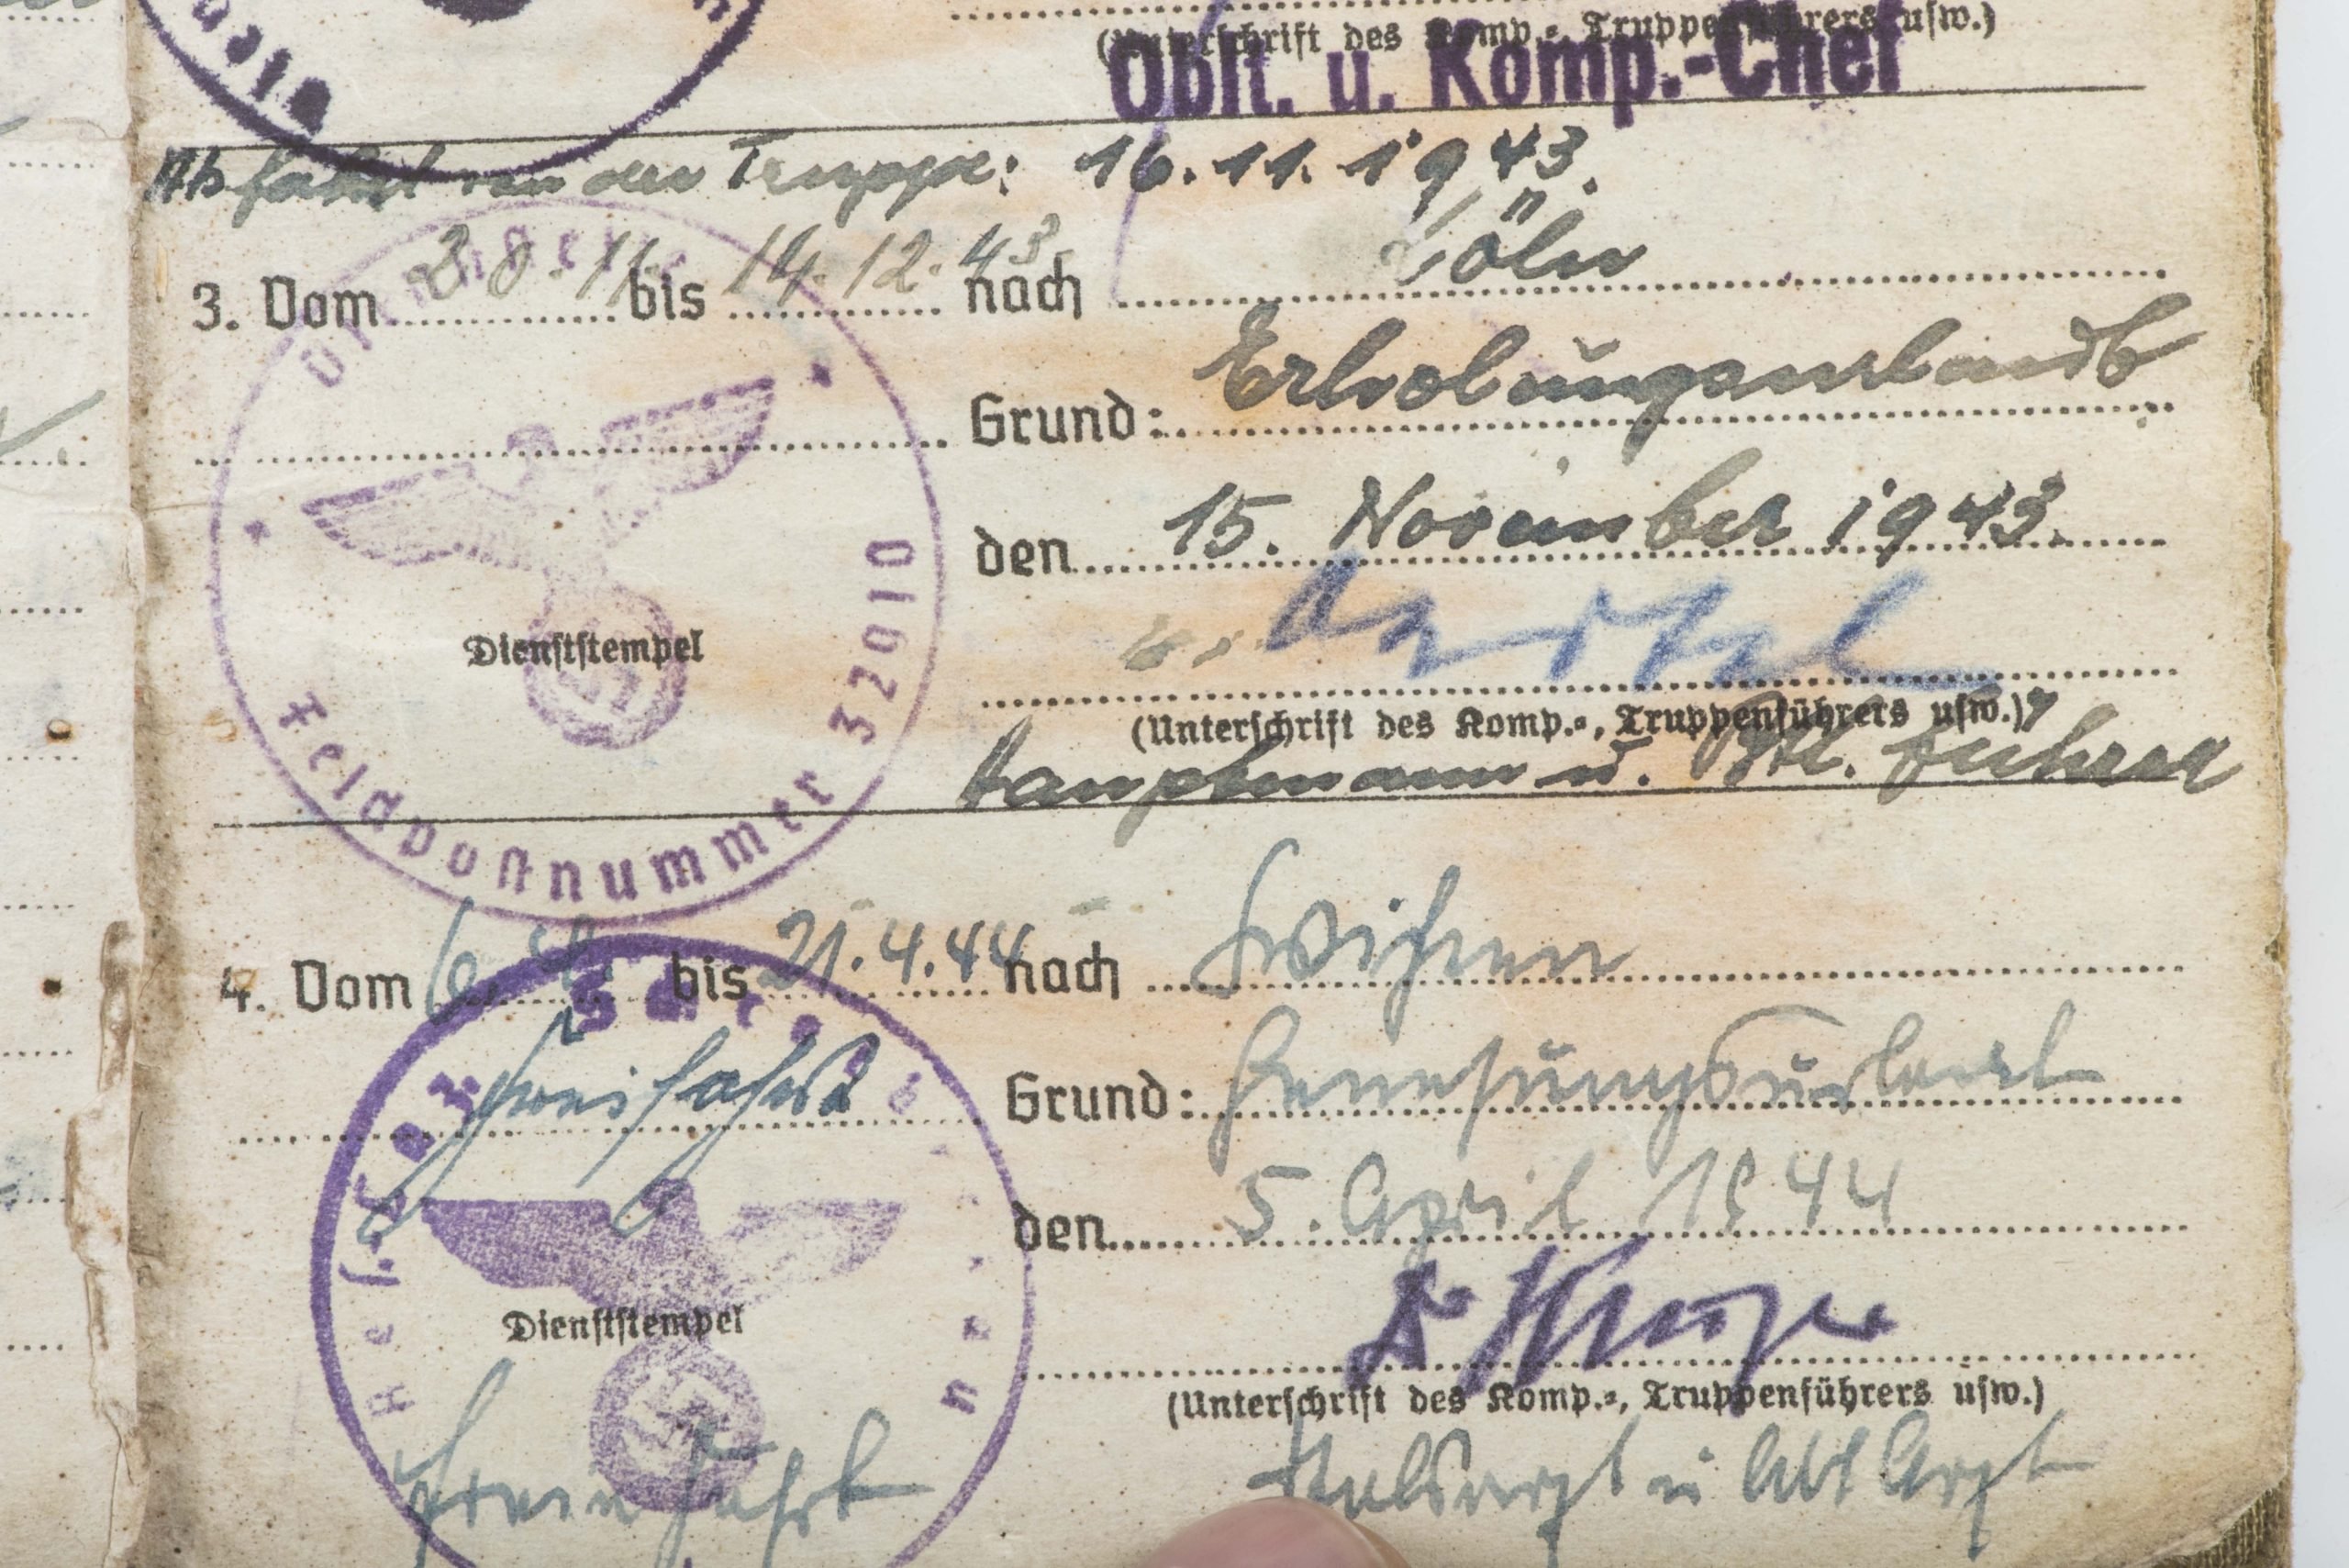 (Unterschrift des Komp.-, Truppenführers usw.)
Oblt. u. Komp.-Chef
Abfahrt von der Truppe: 16.11.1943.
3. Vom 28.11. bis 14.12.43 nach Köln
Grund: Erholungsurlaub
den 15. November 1943.
Dienststempel
(Unterschrift des Komp.-, Truppenführers usw.)
Hauptmann u. Führer
Feldpostnummer 32910
4. Vom 6. bis 21.4.44 nach
Grund: Genesungsurlaub
den 5. April 1944
Dienststempel
Dr
(Unterschrift des Komp.-, Truppenführers usw.)
Stabsarzt u Abt Arzt